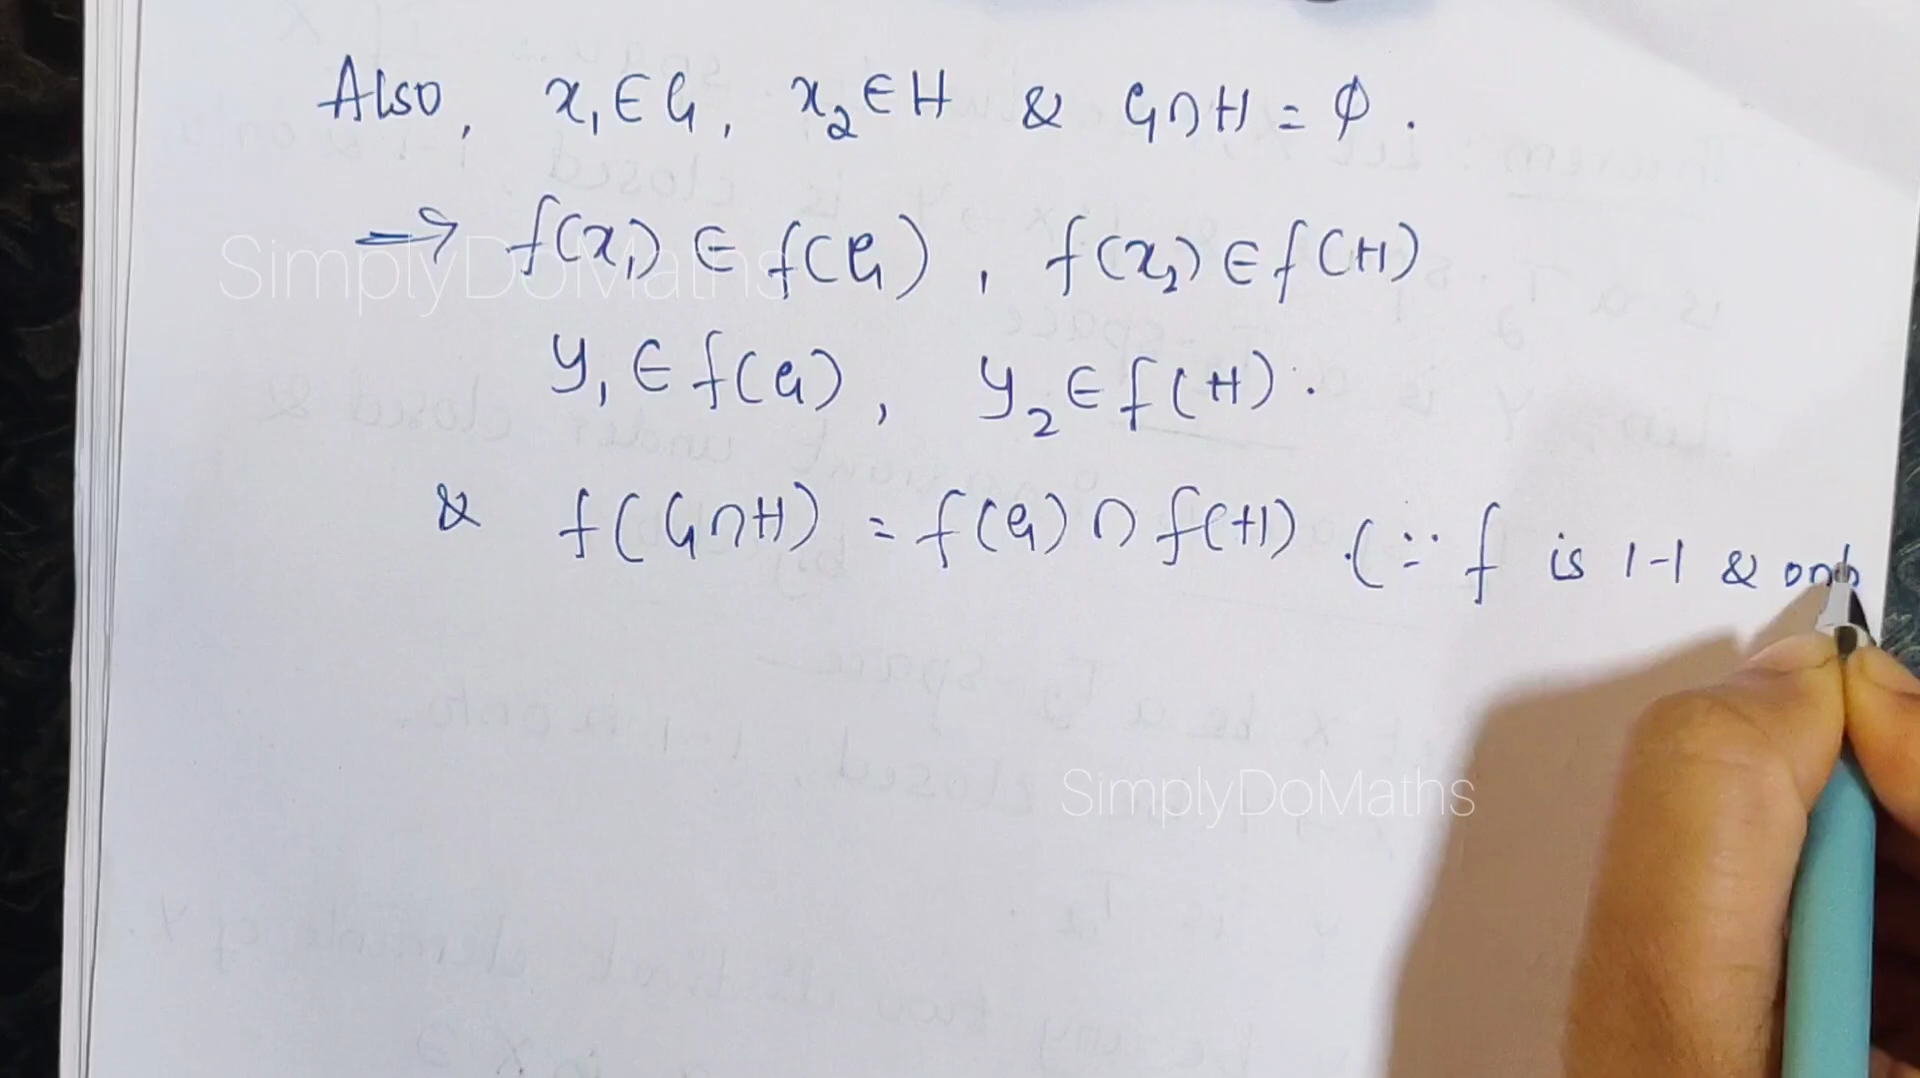 Also, x₁∈G, x₂∈H & G∩H = ϕ.
⇒ f(x₁) ∈ f(G), f(x₂) ∈ f(H)
y₁ ∈ f(G), y₂ ∈ f(H).
& f(G∩H) = f(G) ∩ f(H) .(∵ f is 1-1 & onto
SimplyDoMaths
SimplyDoMaths